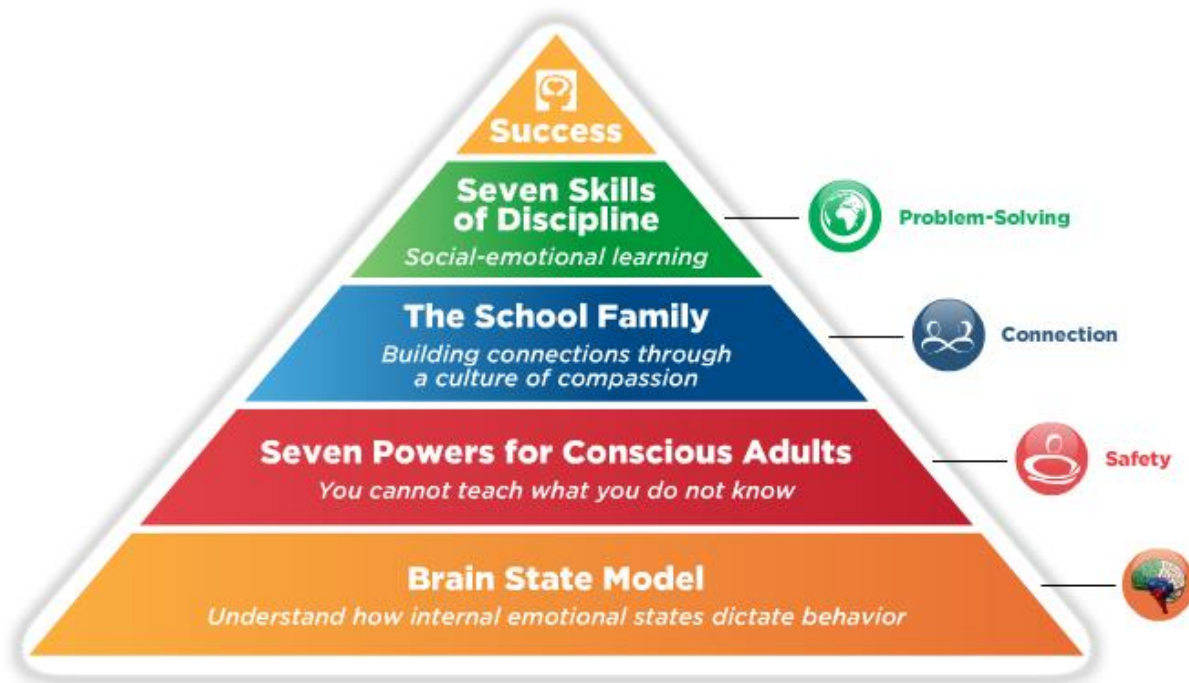 Success
Seven Skills
of Discipline
Social-emotional learning
Problem-Solving
The School Family
Building connections through
a culture of compassion
Connection
Seven Powers for Conscious Adults
You cannot teach what you do not know
Safety
Brain State Model
Understand how internal emotional states dictate behavior